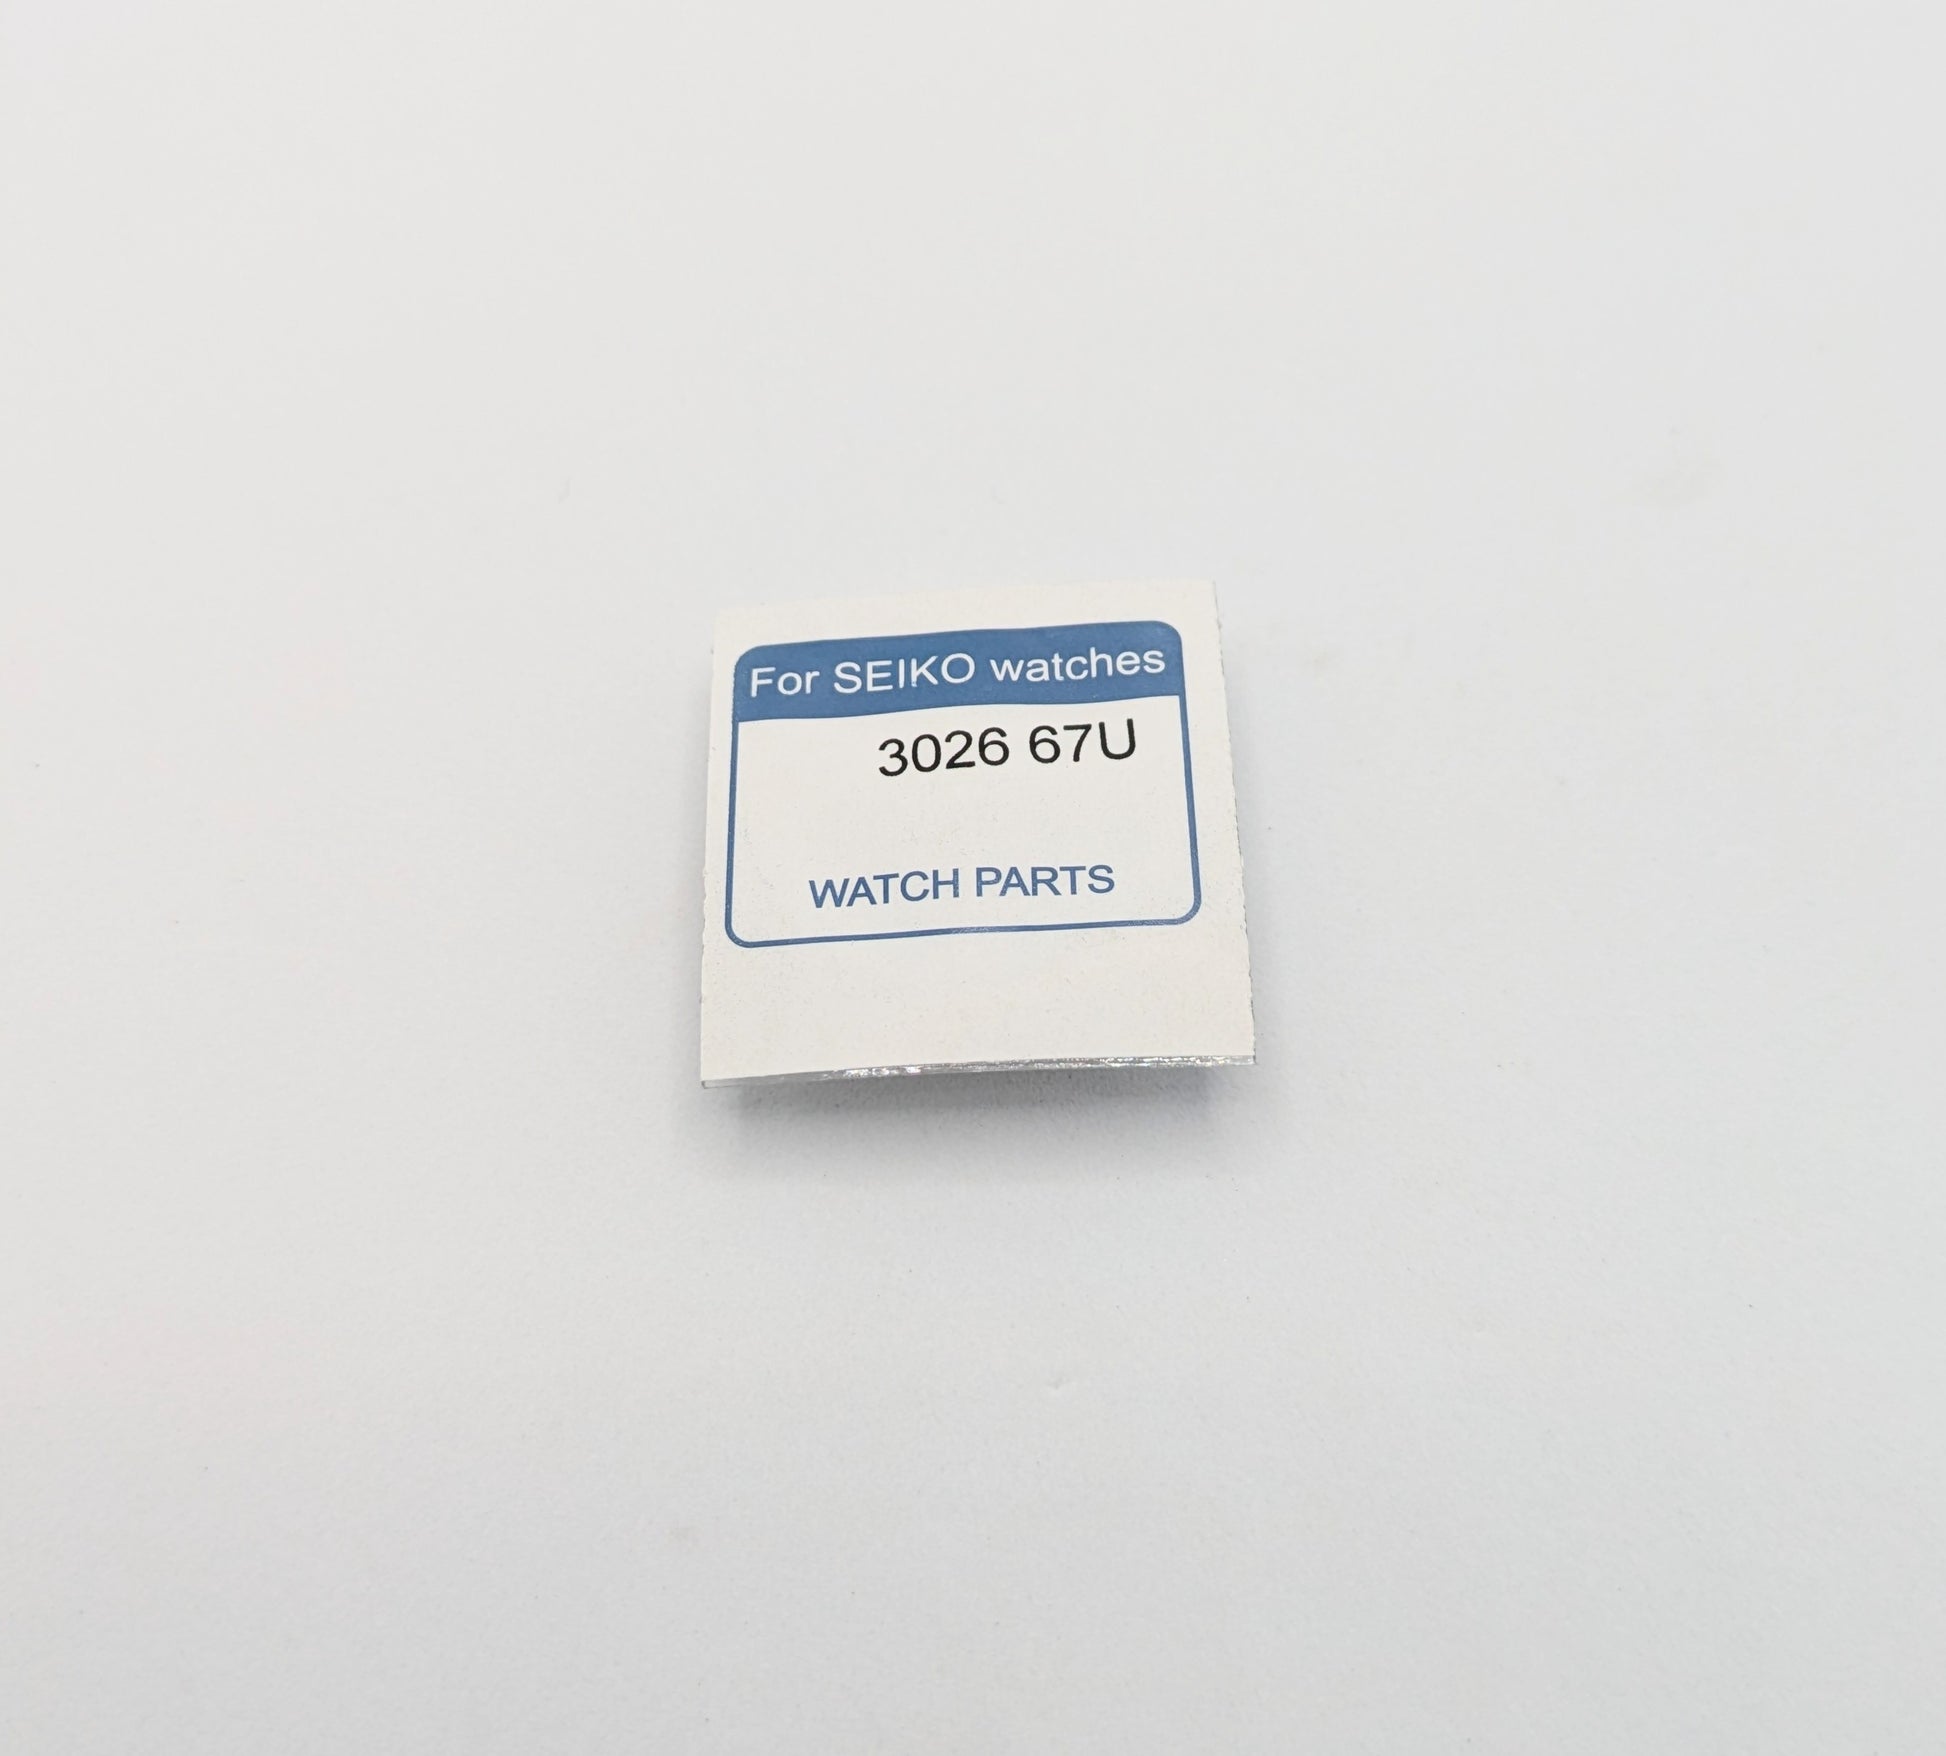 For SEIKO watches
3026 67U
WATCH PARTS